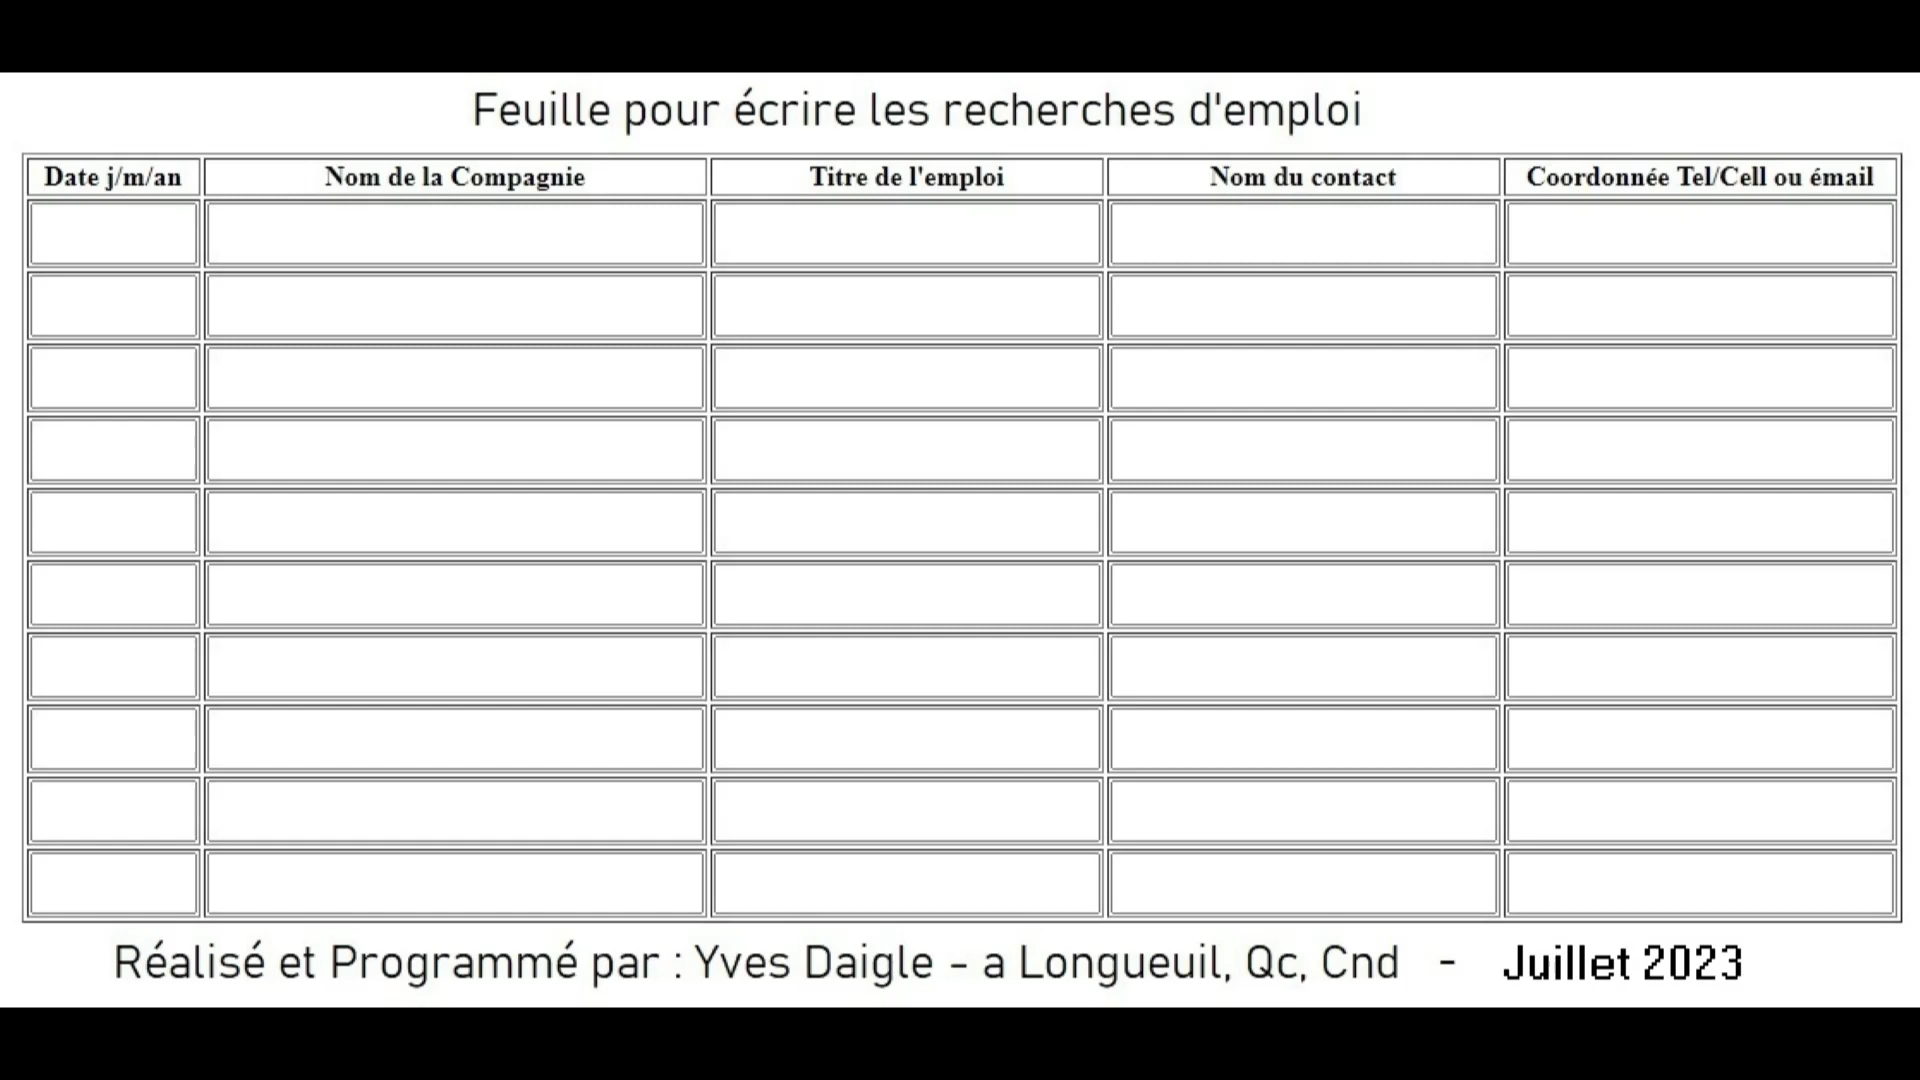 Feuille pour écrire les recherches d'emploi
Date j/m/an Nom de la Compagnie Titre de l'emploi Nom du contact Coordonnée Tel/Cell ou émail
Réalisé et Programmé par : Yves Daigle - a Longueuil, Qc, Cnd - Juillet 2023